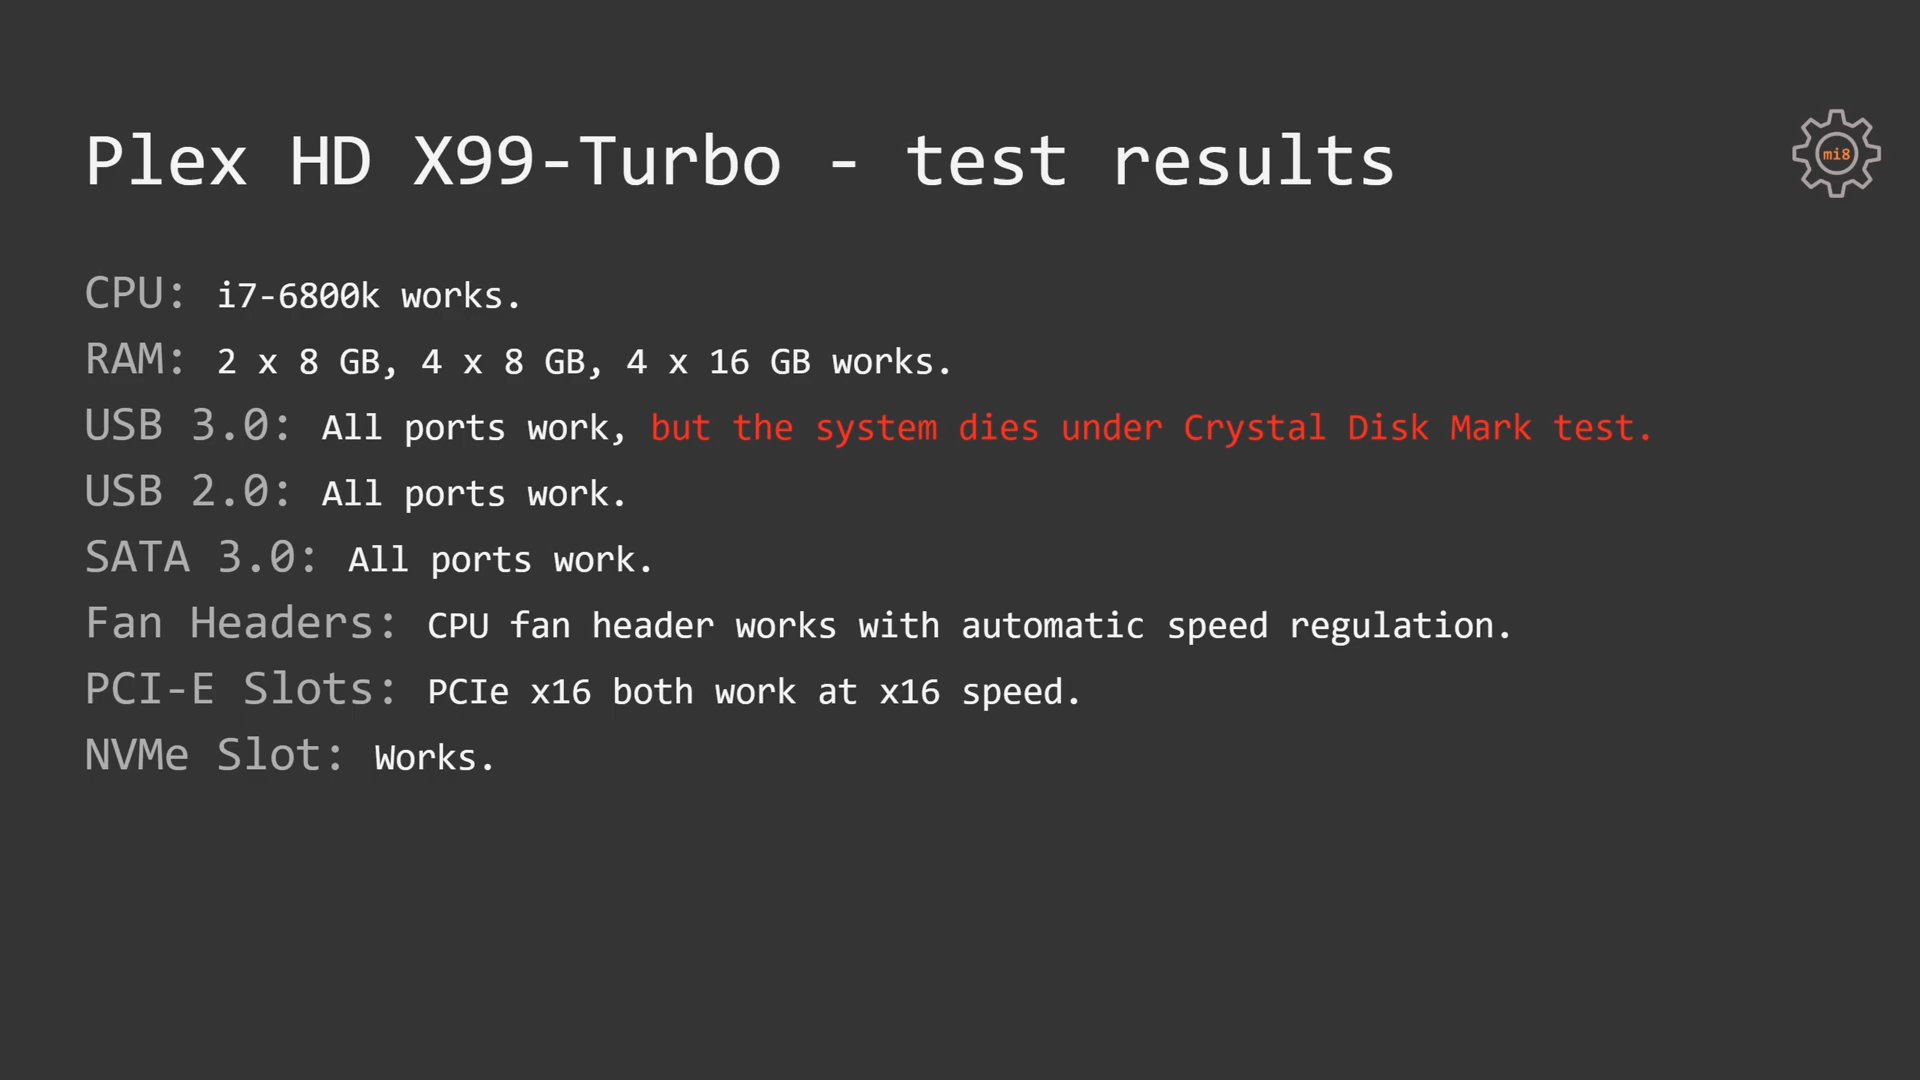 Plex HD X99-Turbo - test results
mi8
CPU: i7-6800k works.
RAM: 2 x 8 GB, 4 x 8 GB, 4 x 16 GB works.
USB 3.0: All ports work, but the system dies under Crystal Disk Mark test.
USB 2.0: All ports work.
SATA 3.0: All ports work.
Fan Headers: CPU fan header works with automatic speed regulation.
PCI-E Slots: PCIe x16 both work at x16 speed.
NVMe Slot: Works.